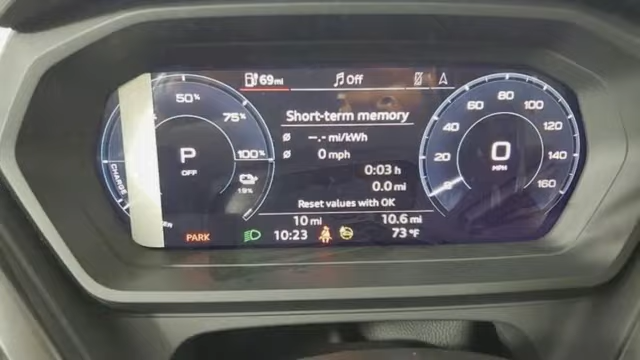 69mi
Off
50%
75%
100%
CHARGE
P
OFF
19%
Short-term memory
Ø --.- mi/kWh
Ø 0 mph
0:03 h
0.0 mi
Reset values with OK
10 mi
10.6 mi
PARK
10:23
73 °F
0
20
40
60
80
100
120
140
160
0
MPH